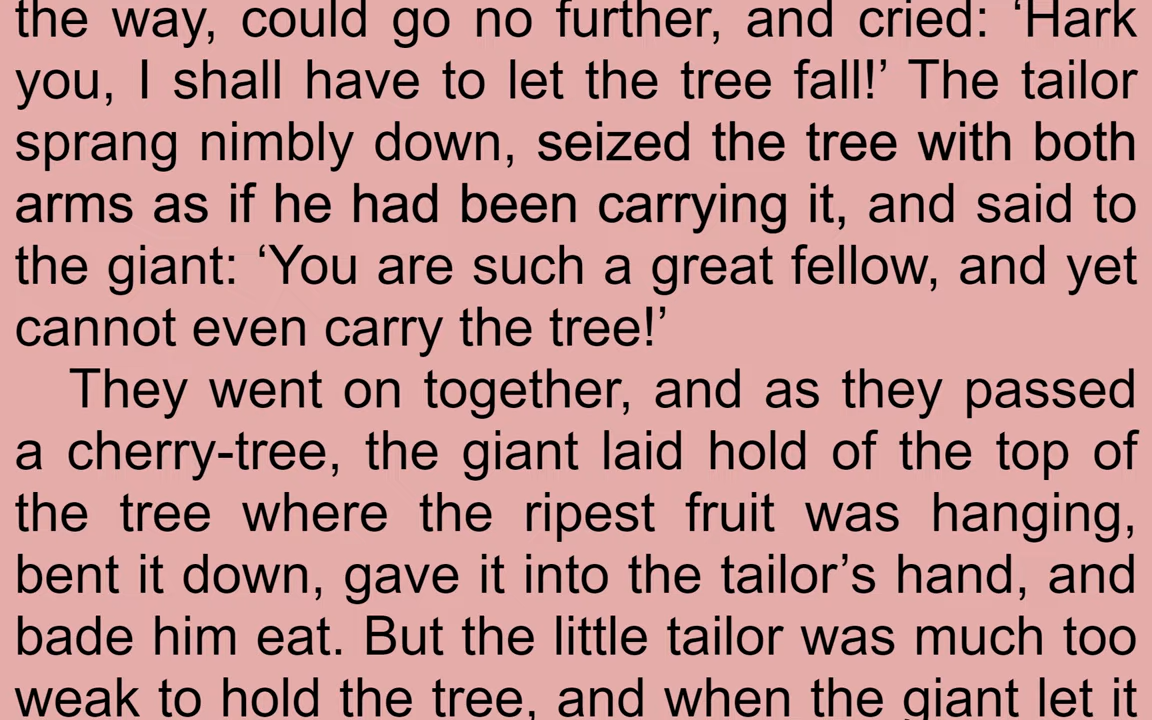 the way, could go no further, and cried: ‘Hark
you, I shall have to let the tree fall!’ The tailor
sprang nimbly down, seized the tree with both
arms as if he had been carrying it, and said to
the giant: ‘You are such a great fellow, and yet
cannot even carry the tree!’
They went on together, and as they passed
a cherry-tree, the giant laid hold of the top of
the tree where the ripest fruit was hanging,
bent it down, gave it into the tailor’s hand, and
bade him eat. But the little tailor was much too
weak to hold the tree, and when the giant let it